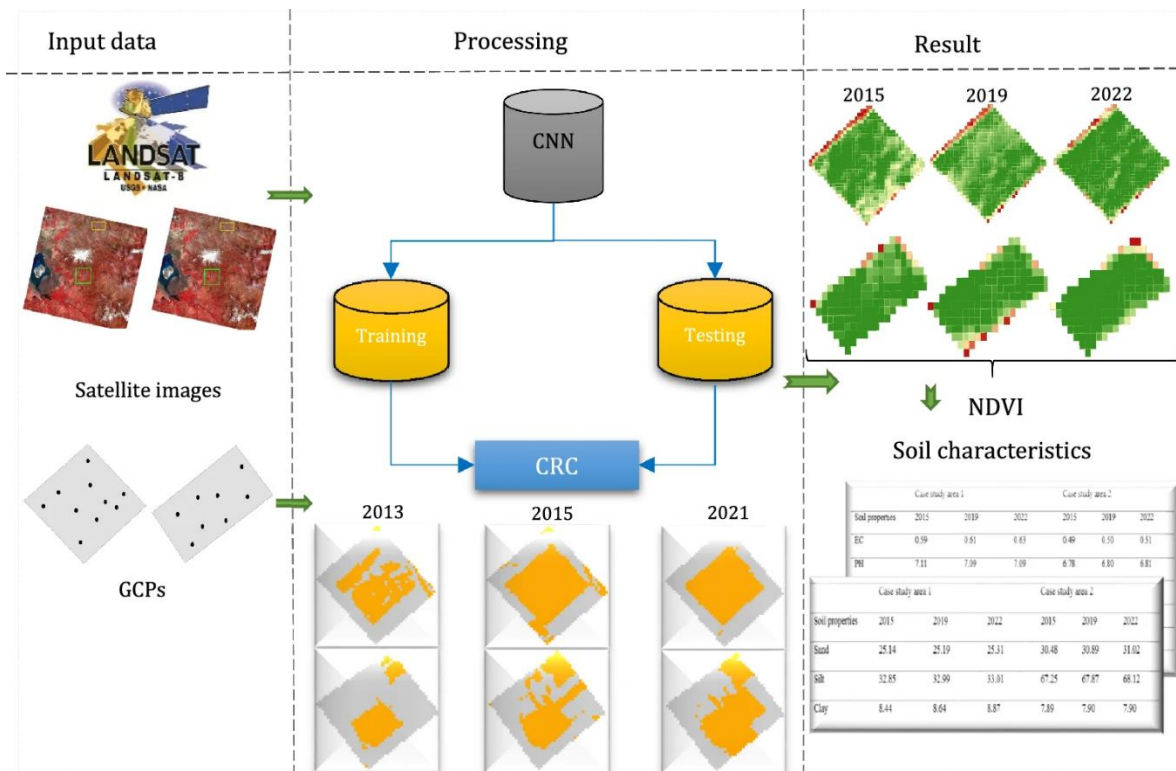 Input data
Processing
Result
LANDSAT
LANDSAT-8
USGS • NASA
Satellite images
GCPs
CNN
Training
Testing
CRC
2013
2015
2021
2015
2019
2022
NDVI
Soil characteristics
Case study area 1 Case study area 2
Soil properties 2015 2019 2022 2015 2019 2022
EC 0.59 0.61 0.63 0.49 0.50 0.51
PH 7.11 7.09 7.09 6.78 6.80 6.81
Case study area 1 Case study area 2
Soil properties 2015 2019 2022 2015 2019 2022
Sand 25.14 25.19 25.31 30.48 30.89 31.02
Silt 32.85 32.99 33.01 67.25 67.87 68.12
Clay 8.44 8.64 8.87 7.89 7.90 7.90